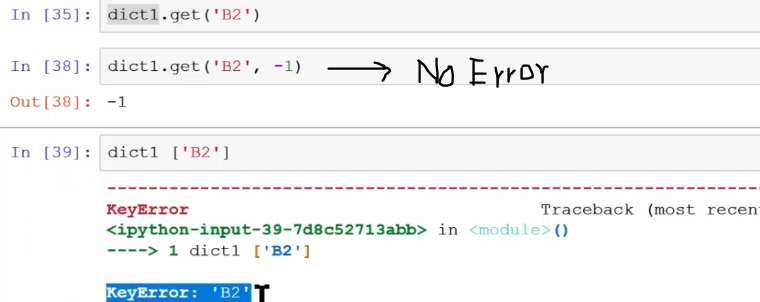 In [35]: dict1.get('B2')
In [38]: dict1.get('B2', -1) → No Error
Out[38]: -1
In [39]: dict1 ['B2']
---------------------------------------------------------------------------
KeyError Traceback (most recen
<ipython-input-39-7d8c52713abb> in <module>()
----> 1 dict1 ['B2']
KeyError: 'B2'